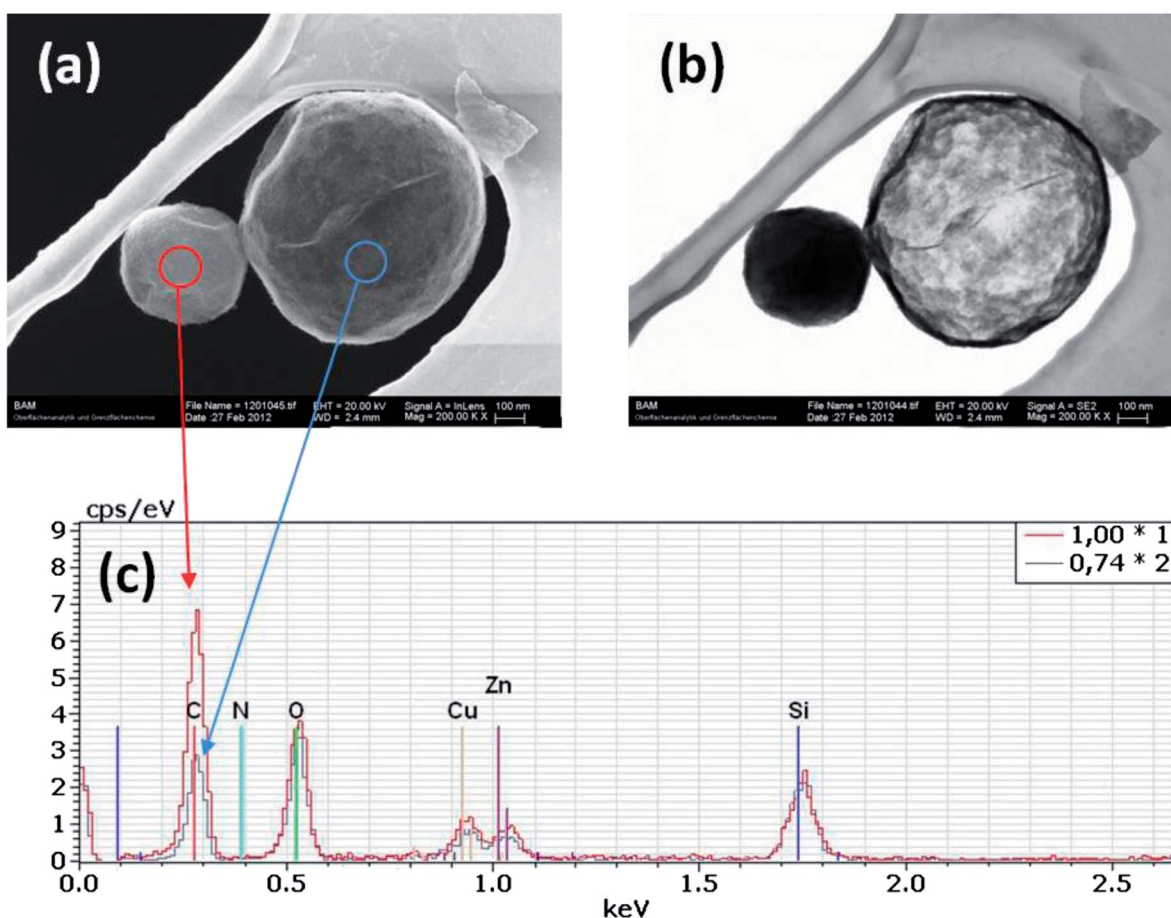 (a)
BAM
Oberflächenanalytik und Grenzflächenchemie
File Name = 1201045.tif
Date :27 Feb 2012
EHT = 20.00 kV
WD = 2.4 mm
Signal A = InLens
Mag = 200.00 K X
100 nm
(b)
BAM
Oberflächenanalytik und Grenzflächenchemie
File Name = 1201044.tif
Date :27 Feb 2012
EHT = 20.00 kV
WD = 2.4 mm
Signal A = SE2
Mag = 200.00 K X
100 nm
cps/eV
(c)
1,00 * 1
0,74 * 2
9
8
7
6
5
4
3
2
1
0
C N O Cu Zn Si
0.0 0.5 1.0 1.5 2.0 2.5
keV